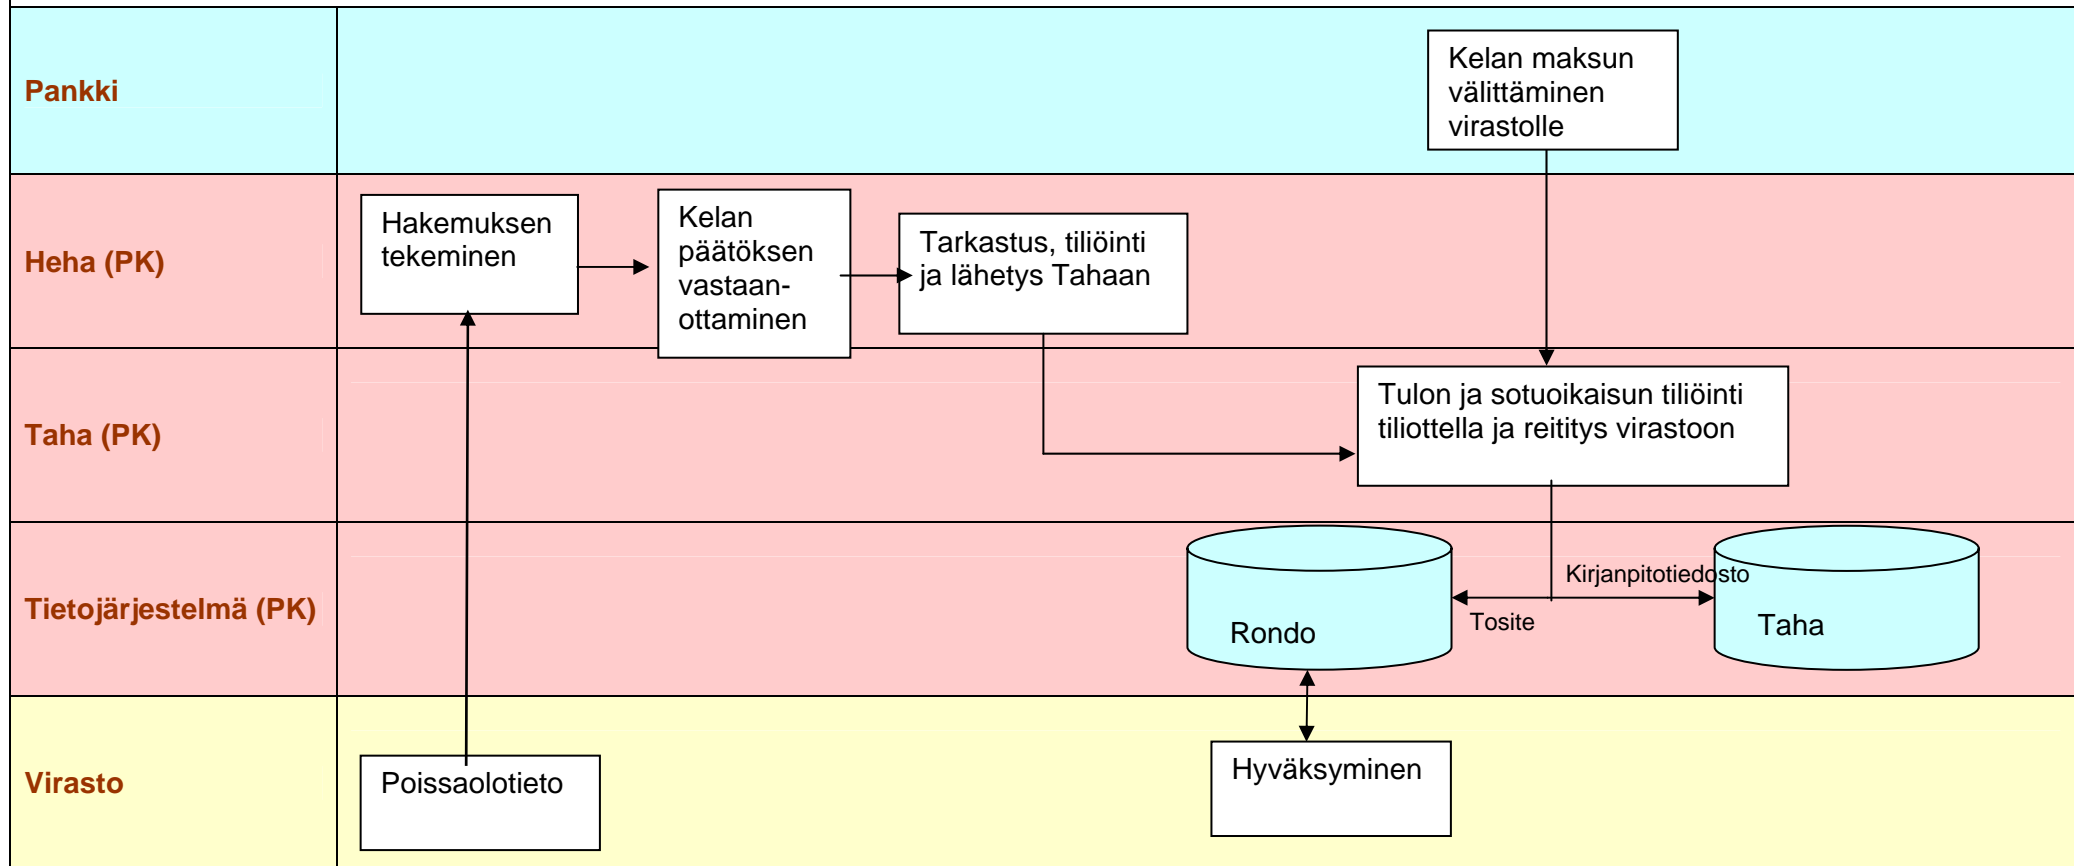 Pankki
Kelan maksun
välittäminen
virastolle
Heha (PK)
Hakemuksen
tekeminen
Kelan
päätöksen
vastaan-
ottaminen
Tarkastus, tiliöinti
ja lähetys Tahaan
Taha (PK)
Tulon ja sotuoikaisun tiliöinti
tiliottella ja reititys virastoon
Tietojärjestelmä (PK)
Rondo
Kirjanpitotiedosto
Tosite
Taha
Virasto
Poissaolotieto
Hyväksyminen